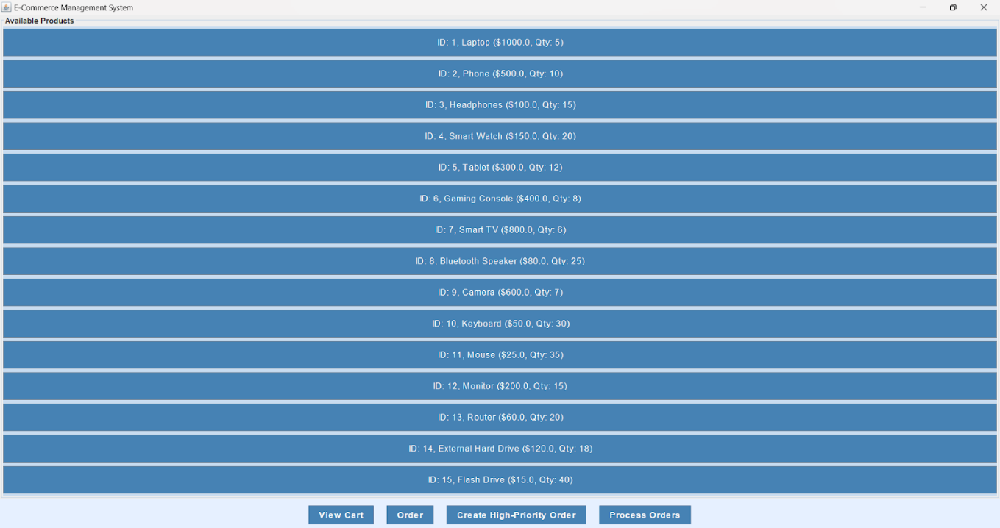 E-Commerce Management System
Available Products
ID: 1, Laptop ($1000.0, Qty: 5)
ID: 2, Phone ($500.0, Qty: 10)
ID: 3, Headphones ($100.0, Qty: 15)
ID: 4, Smart Watch ($150.0, Qty: 20)
ID: 5, Tablet ($300.0, Qty: 12)
ID: 6, Gaming Console ($400.0, Qty: 8)
ID: 7, Smart TV ($800.0, Qty: 6)
ID: 8, Bluetooth Speaker ($80.0, Qty: 25)
ID: 9, Camera ($600.0, Qty: 7)
ID: 10, Keyboard ($50.0, Qty: 30)
ID: 11, Mouse ($25.0, Qty: 35)
ID: 12, Monitor ($200.0, Qty: 15)
ID: 13, Router ($60.0, Qty: 20)
ID: 14, External Hard Drive ($120.0, Qty: 18)
ID: 15, Flash Drive ($15.0, Qty: 40)
View Cart Order Create High-Priority Order Process Orders